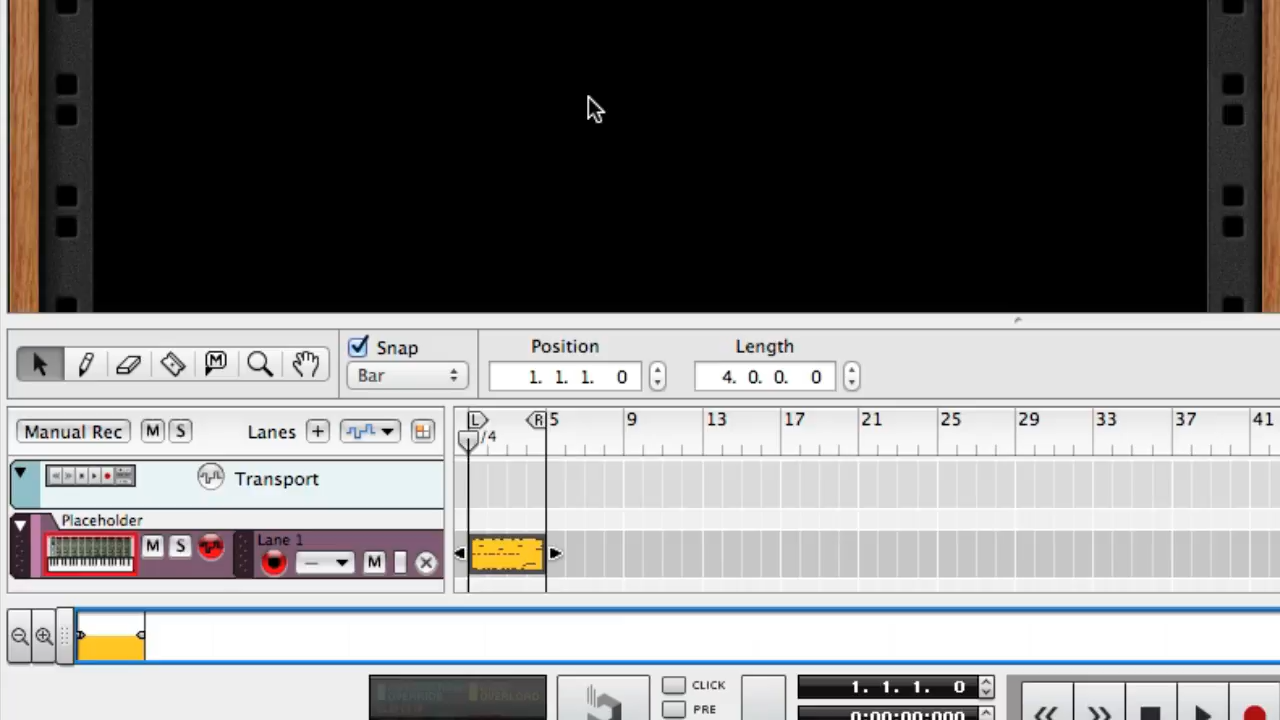 Snap
Position
Length
Bar
1. 1. 1. 0
4. 0. 0. 0
Manual Rec
M
S
Lanes
+
L
R
5
9
13
17
21
25
29
33
37
41
/4
Transport
Placeholder
M
S
Lane 1
—
M
CLICK
1. 1. 1. 0
OVERLOAD
PRE
0:00:00:000